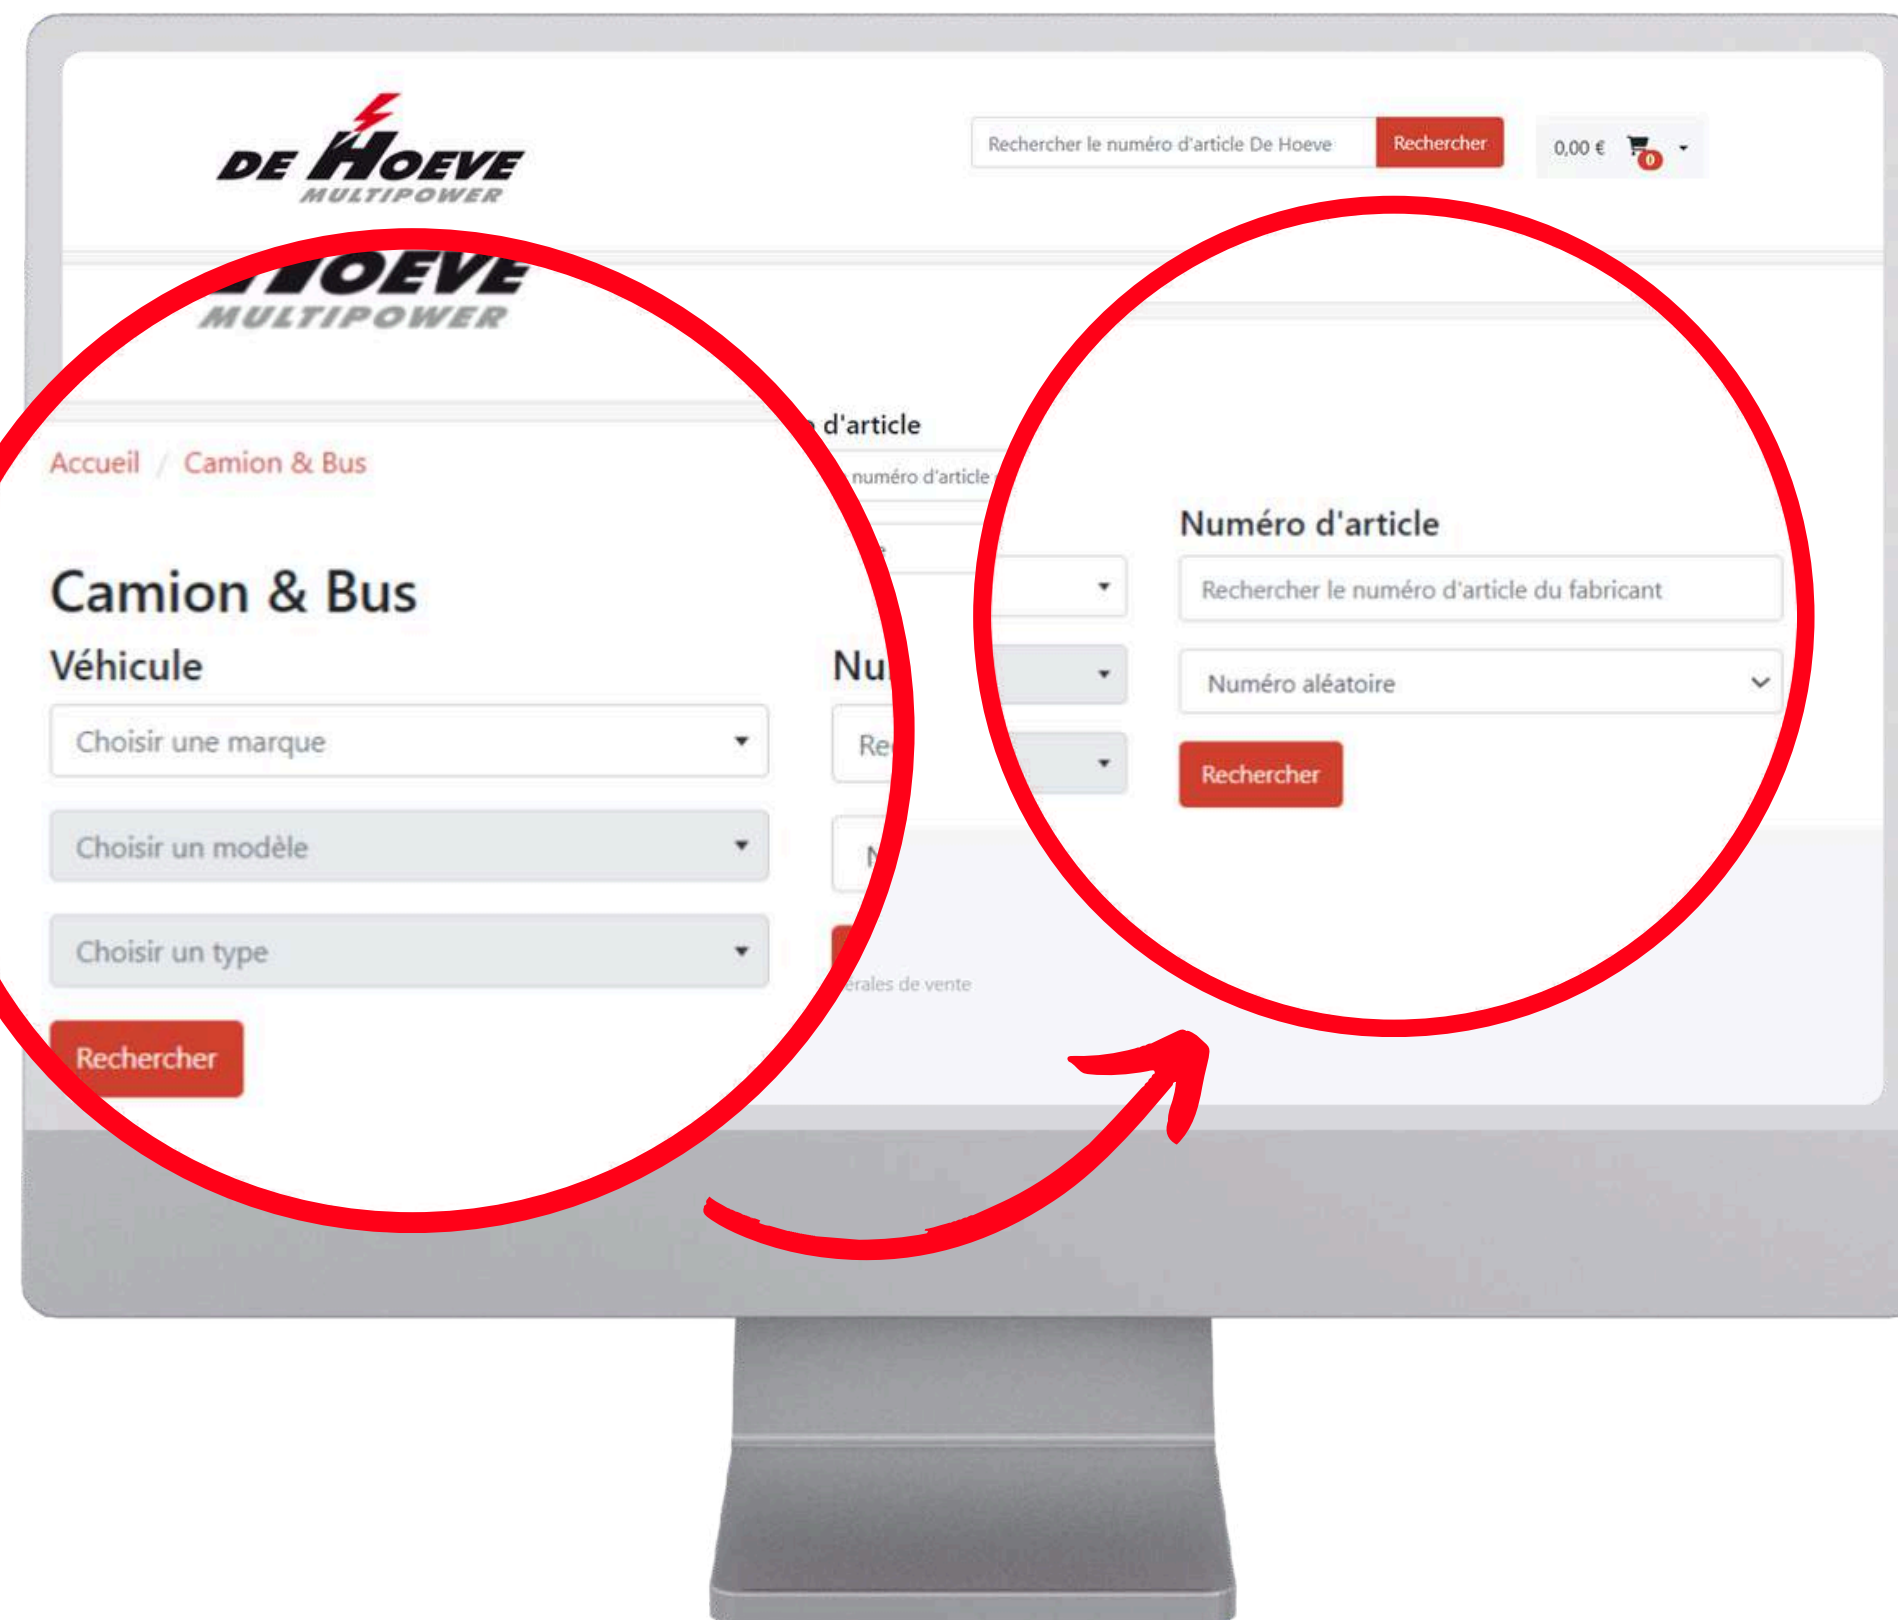 DE HOEVE
MULTIPOWER
Rechercher le numéro d'article De Hoeve
Rechercher
0,00 €
0
HOEVE
MULTIPOWER
Accueil / Camion & Bus
Camion & Bus
Véhicule
Choisir une marque
Choisir un modèle
Choisir un type
Rechercher
d'article
numéro d'article
de vente
Numéro d'article
Rechercher le numéro d'article du fabricant
Numéro aléatoire
Rechercher